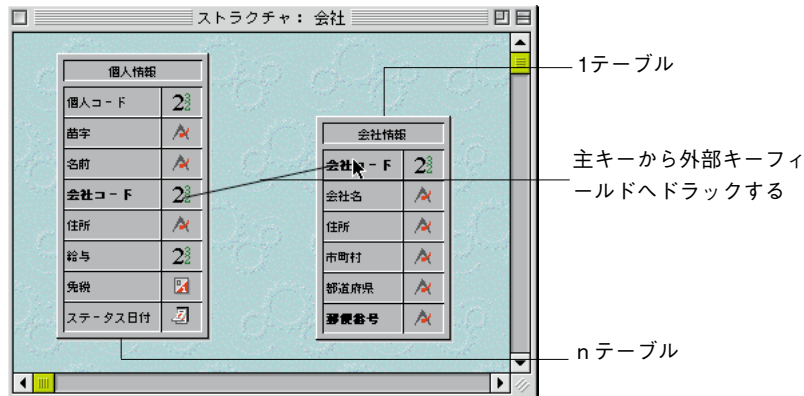 ストラクチャ： 会社
個人情報
個人コード
苗字
名前
会社コード
住所
給与
免税
ステータス日付
会社情報
会社コード
会社名
住所
市町村
都道府県
郵便番号
1テーブル
主キーから外部キーフィ
ールドへドラックする
nテーブル